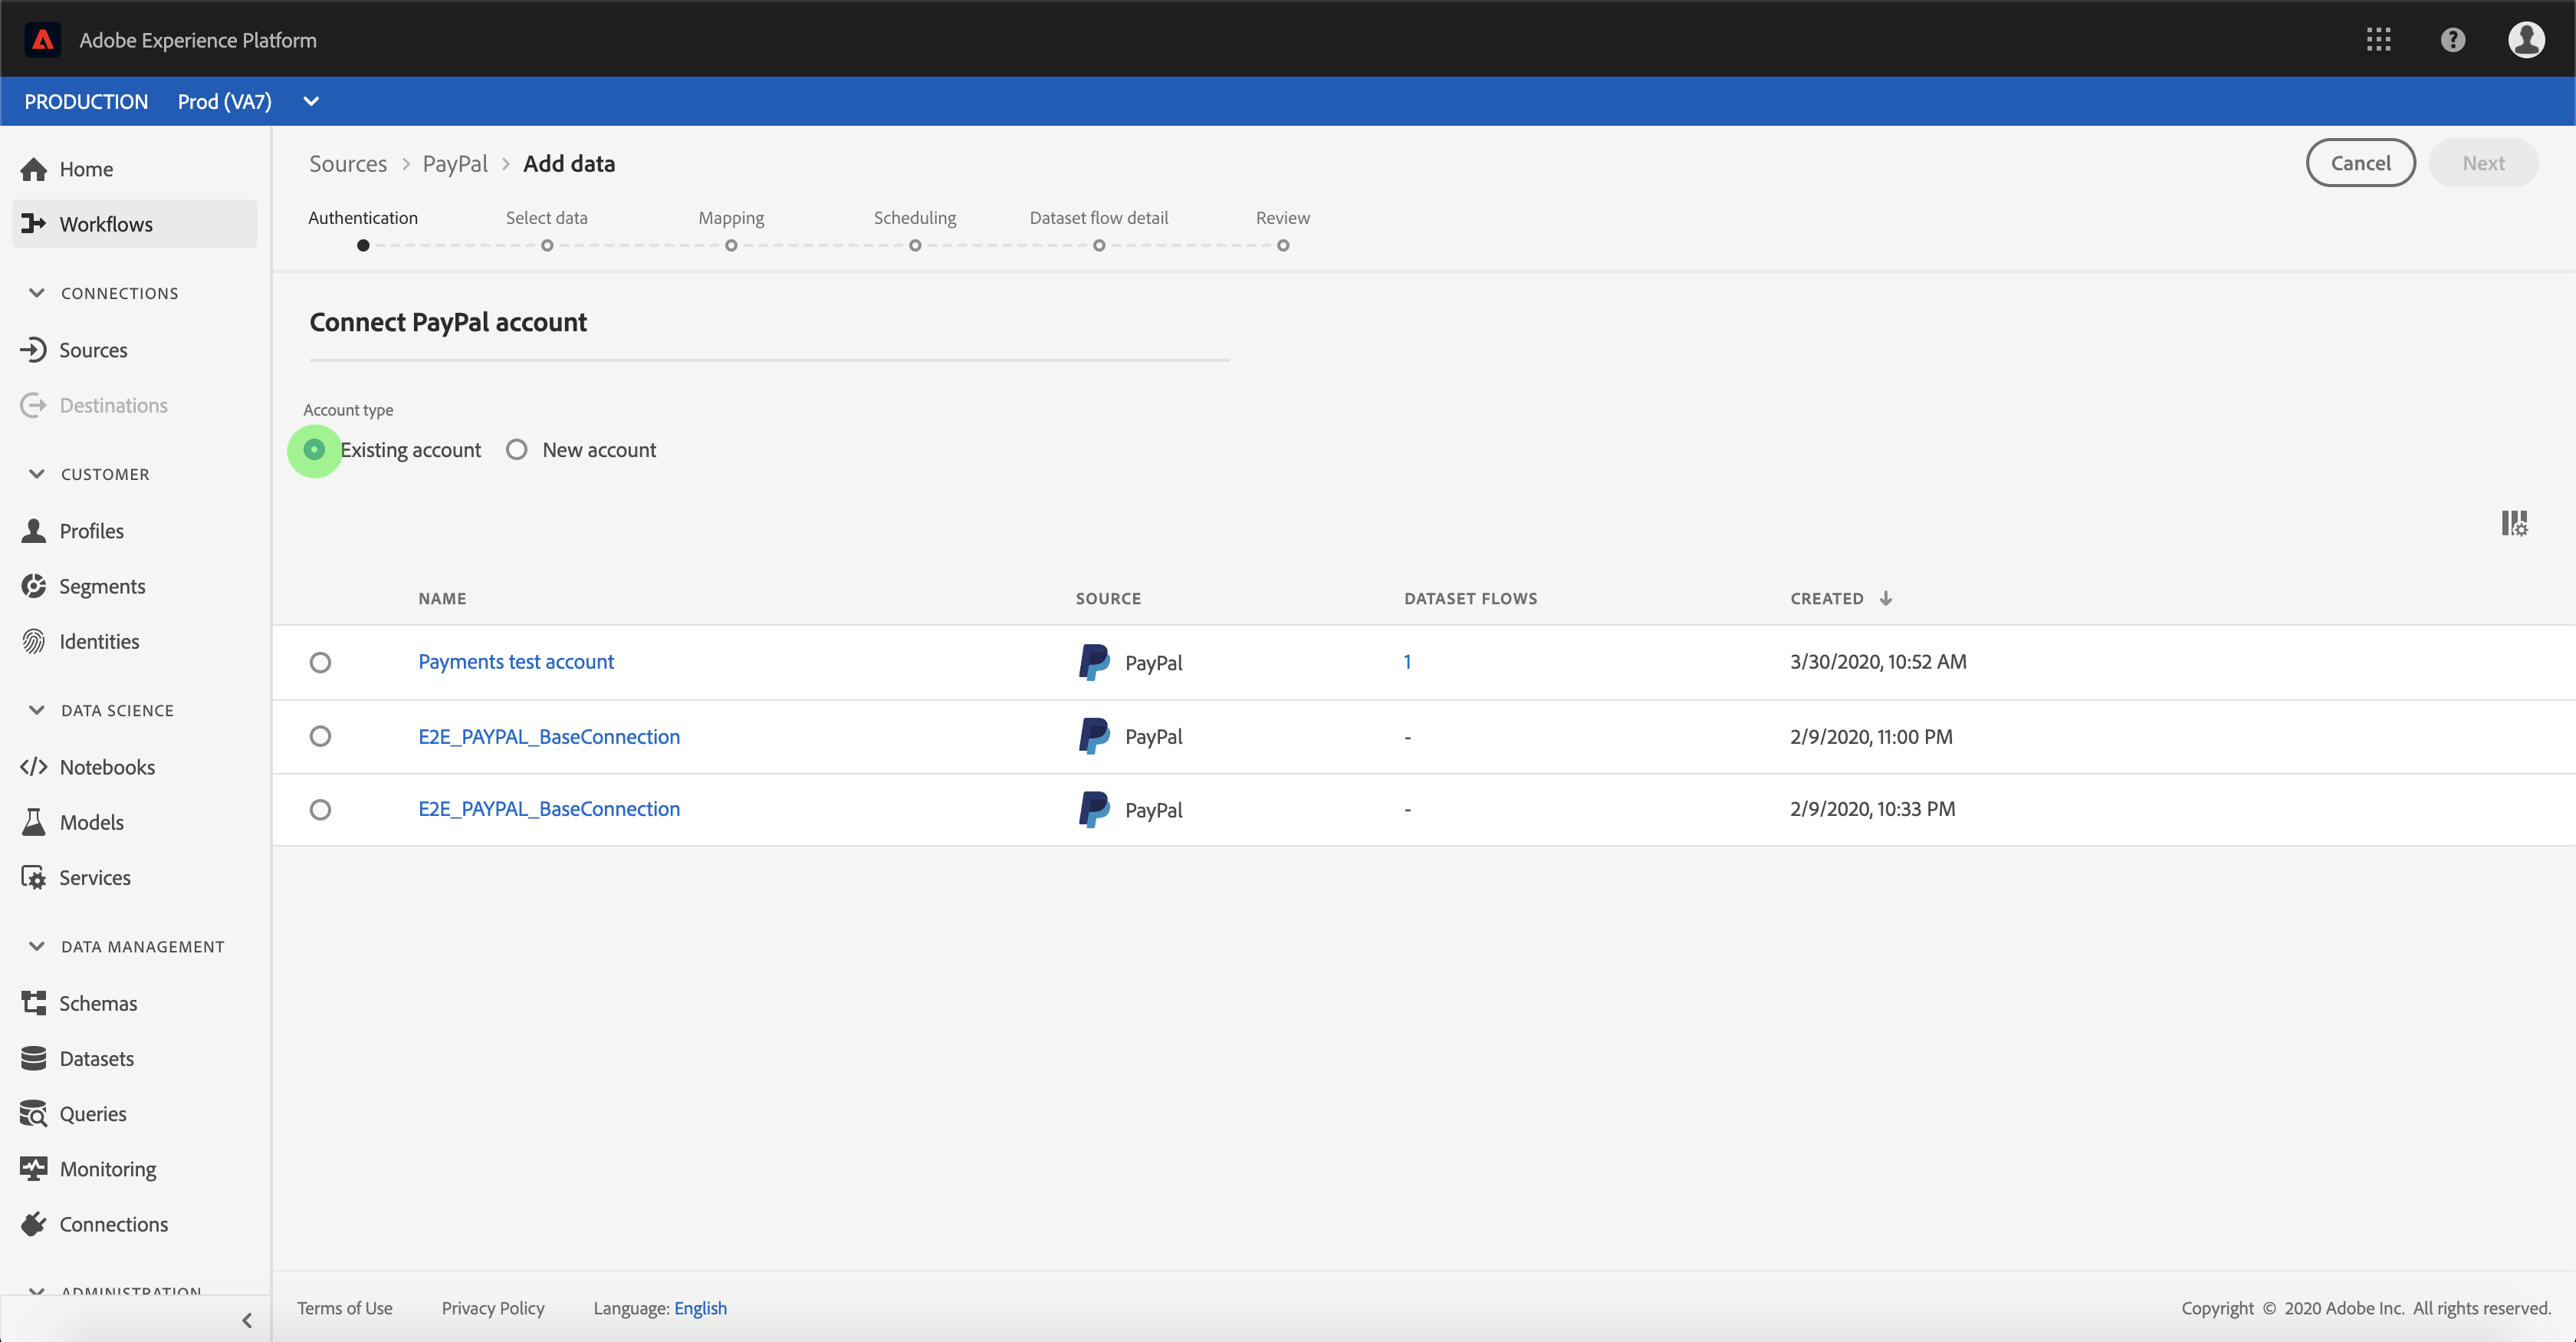 Adobe Experience Platform
PRODUCTION Prod (VA7)
Home
Workflows
CONNECTIONS
Sources
Destinations
CUSTOMER
Profiles
Segments
Identities
DATA SCIENCE
Notebooks
Models
Services
DATA MANAGEMENT
Schemas
Datasets
Queries
Monitoring
Connections
ADMINISTRATION
Sources > PayPal > Add data
Cancel Next
Authentication Select data Mapping Scheduling Dataset flow detail Review
Connect PayPal account
Account type
Existing account New account
NAME SOURCE DATASET FLOWS CREATED
Payments test account PayPal 1 3/30/2020, 10:52 AM
E2E_PAYPAL_BaseConnection PayPal - 2/9/2020, 11:00 PM
E2E_PAYPAL_BaseConnection PayPal - 2/9/2020, 10:33 PM
Terms of Use Privacy Policy Language: English Copyright © 2020 Adobe Inc. All rights reserved.